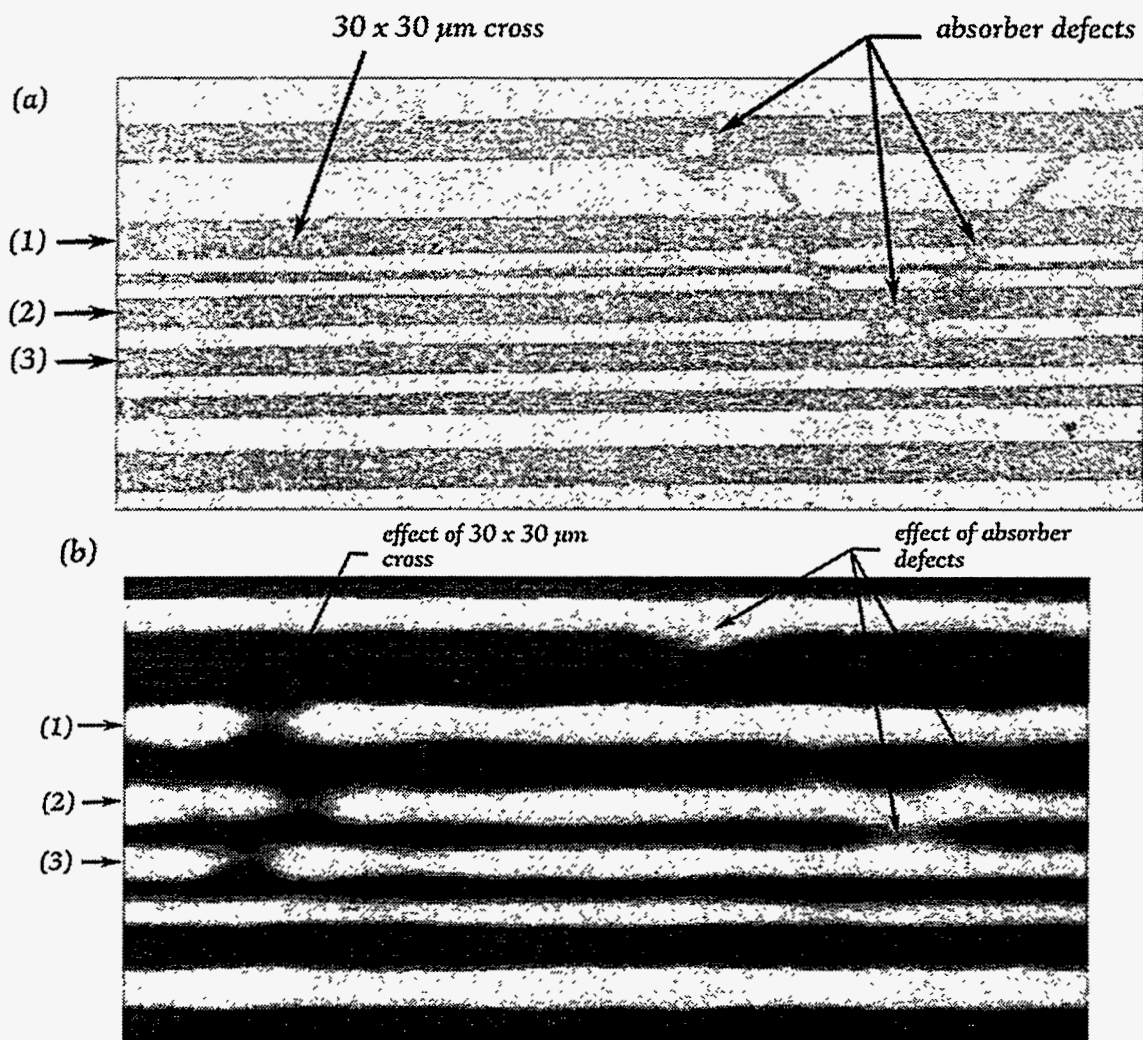 30 x 30 µm cross
absorber defects
(a)
(1)
(2)
(3)
(b)
effect of 30 x 30 µm
cross
effect of absorber
defects
(1)
(2)
(3)